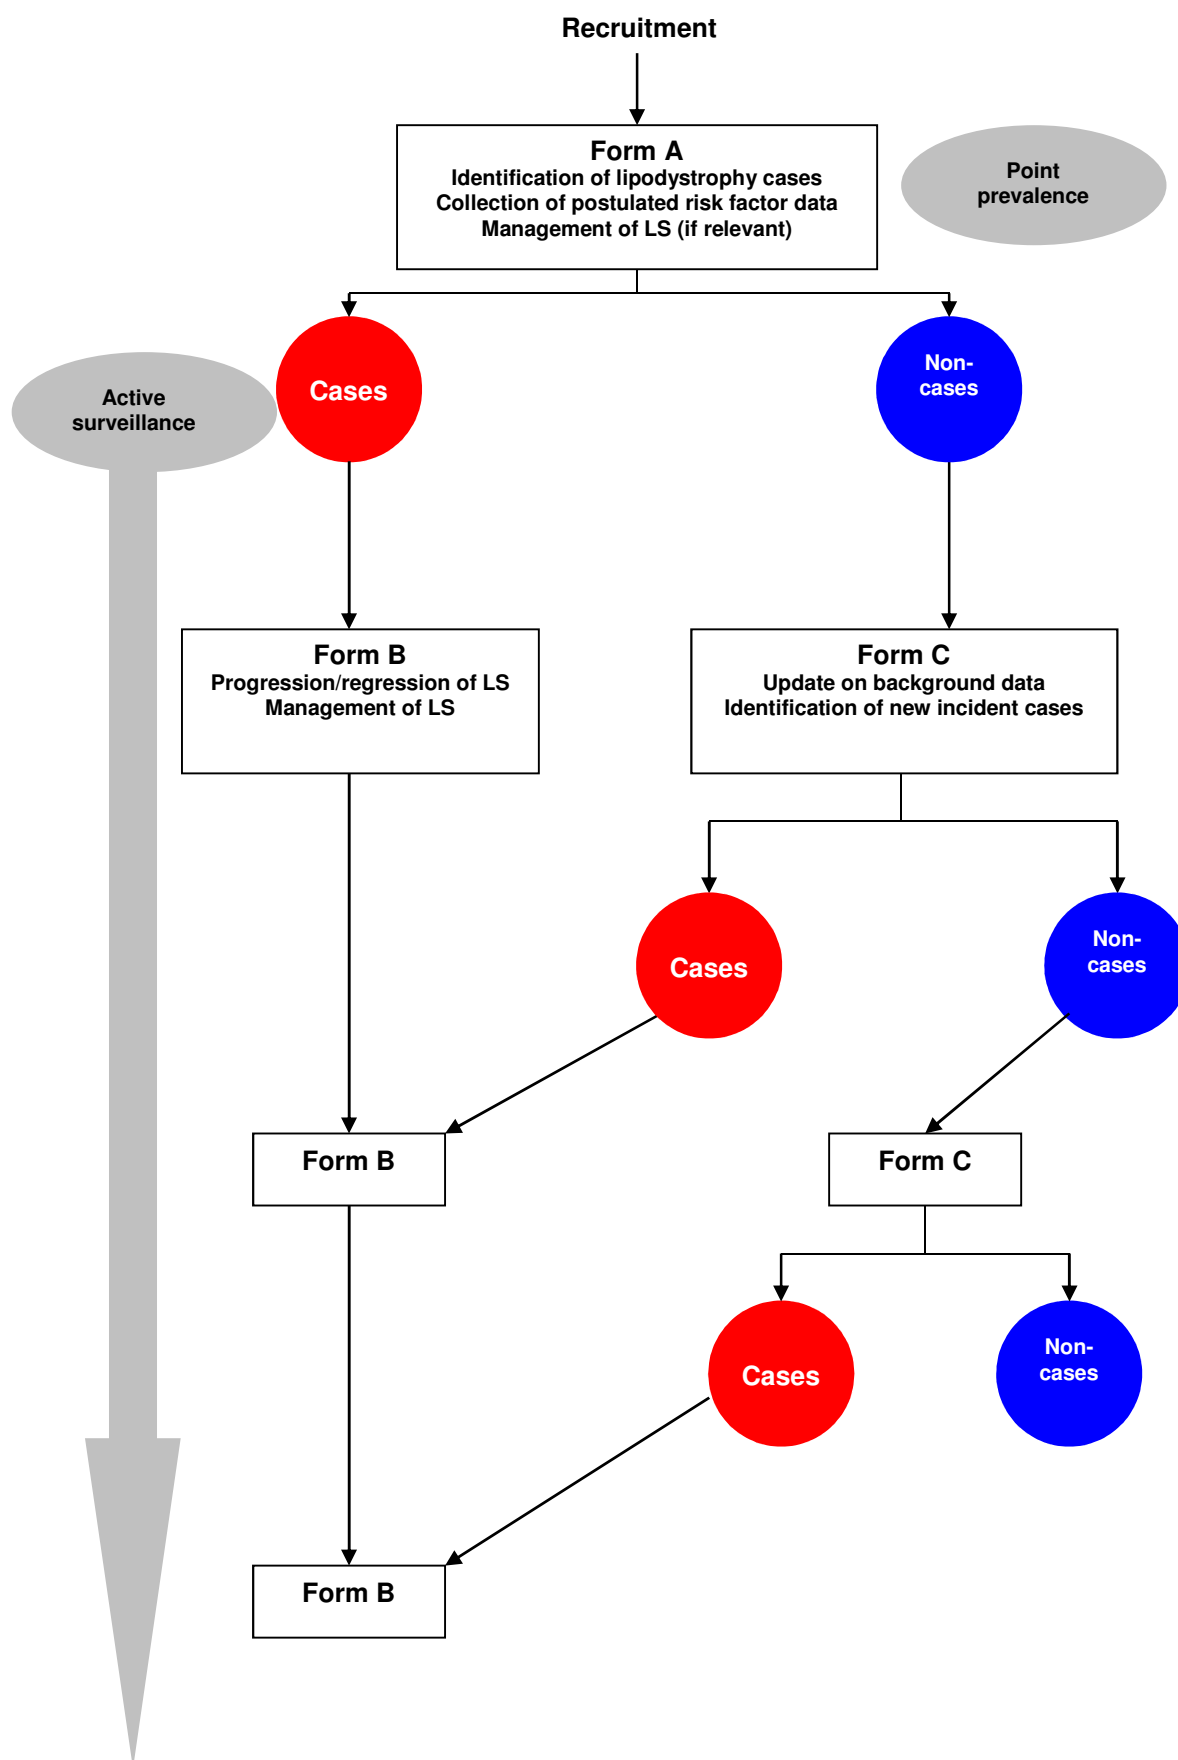 Recruitment
Form A
Identification of lipodystrophy cases
Collection of postulated risk factor data
Management of LS (if relevant)
Point
prevalence
Active
surveillance
Cases
Non-
cases
Form B
Progression/regression of LS
Management of LS
Form C
Update on background data
Identification of new incident cases
Cases
Non-
cases
Form B
Form C
Cases
Non-
cases
Form B